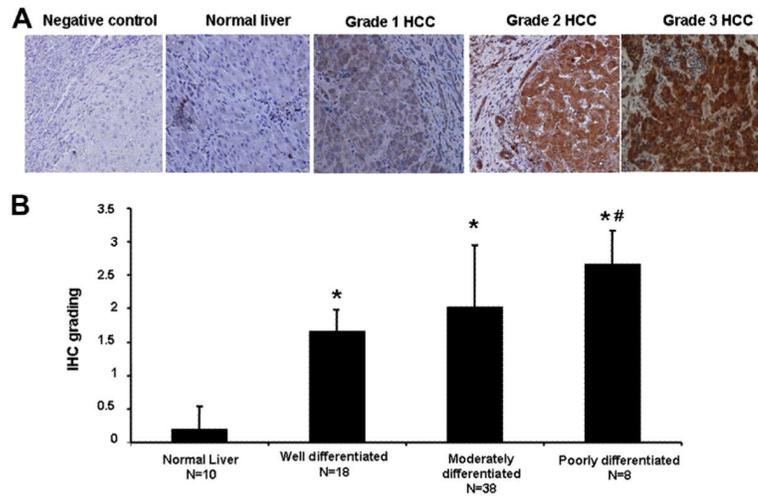 A
Negative control Normal liver Grade 1 HCC Grade 2 HCC Grade 3 HCC
B
3.5
3
2.5
2
1.5
1
0.5
0
IHC grading
*
*
* #
Normal Liver
N=10
Well differentiated
N=18
Moderately
differentiated
N=38
Poorly differentiated
N=8